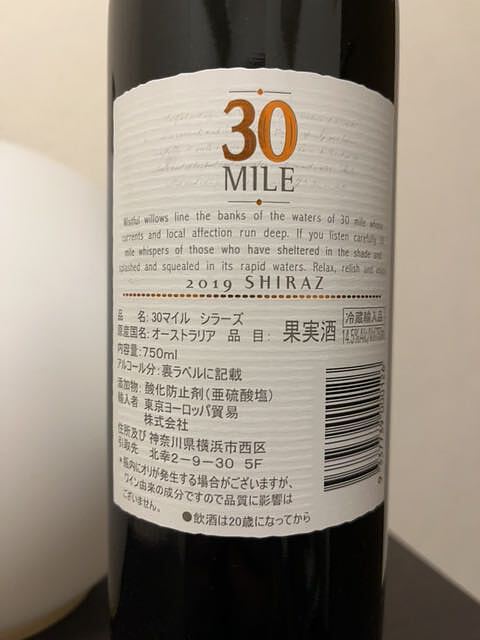 30
MILE
Wistful willows line the banks of the waters of 30 mile whose
currents and local affection run deep. If you listen carefully, 30
mile whispers of those who have sheltered in the shade and
splashed and squealed in its rapid waters. Relax, relish and
2019 SHIRAZ
品 名:30マイル シラーズ
原産国名:オーストラリア 品 目: 果実酒 冷蔵輸入品
内容量:750ml 14.5%Alc/Vol
アルコール分:裏ラベルに記載
添加物: 酸化防止剤(亜硫酸塩)
輸入者 東京ヨーロッパ貿易
株式会社
住所及び 神奈川県横浜市西区
引取先 北幸2-9-30 5F
*瓶内にオリが発生する場合がございますが、
ワイン由来の成分ですので品質に影響は
ございません。
●飲酒は20歳になってから